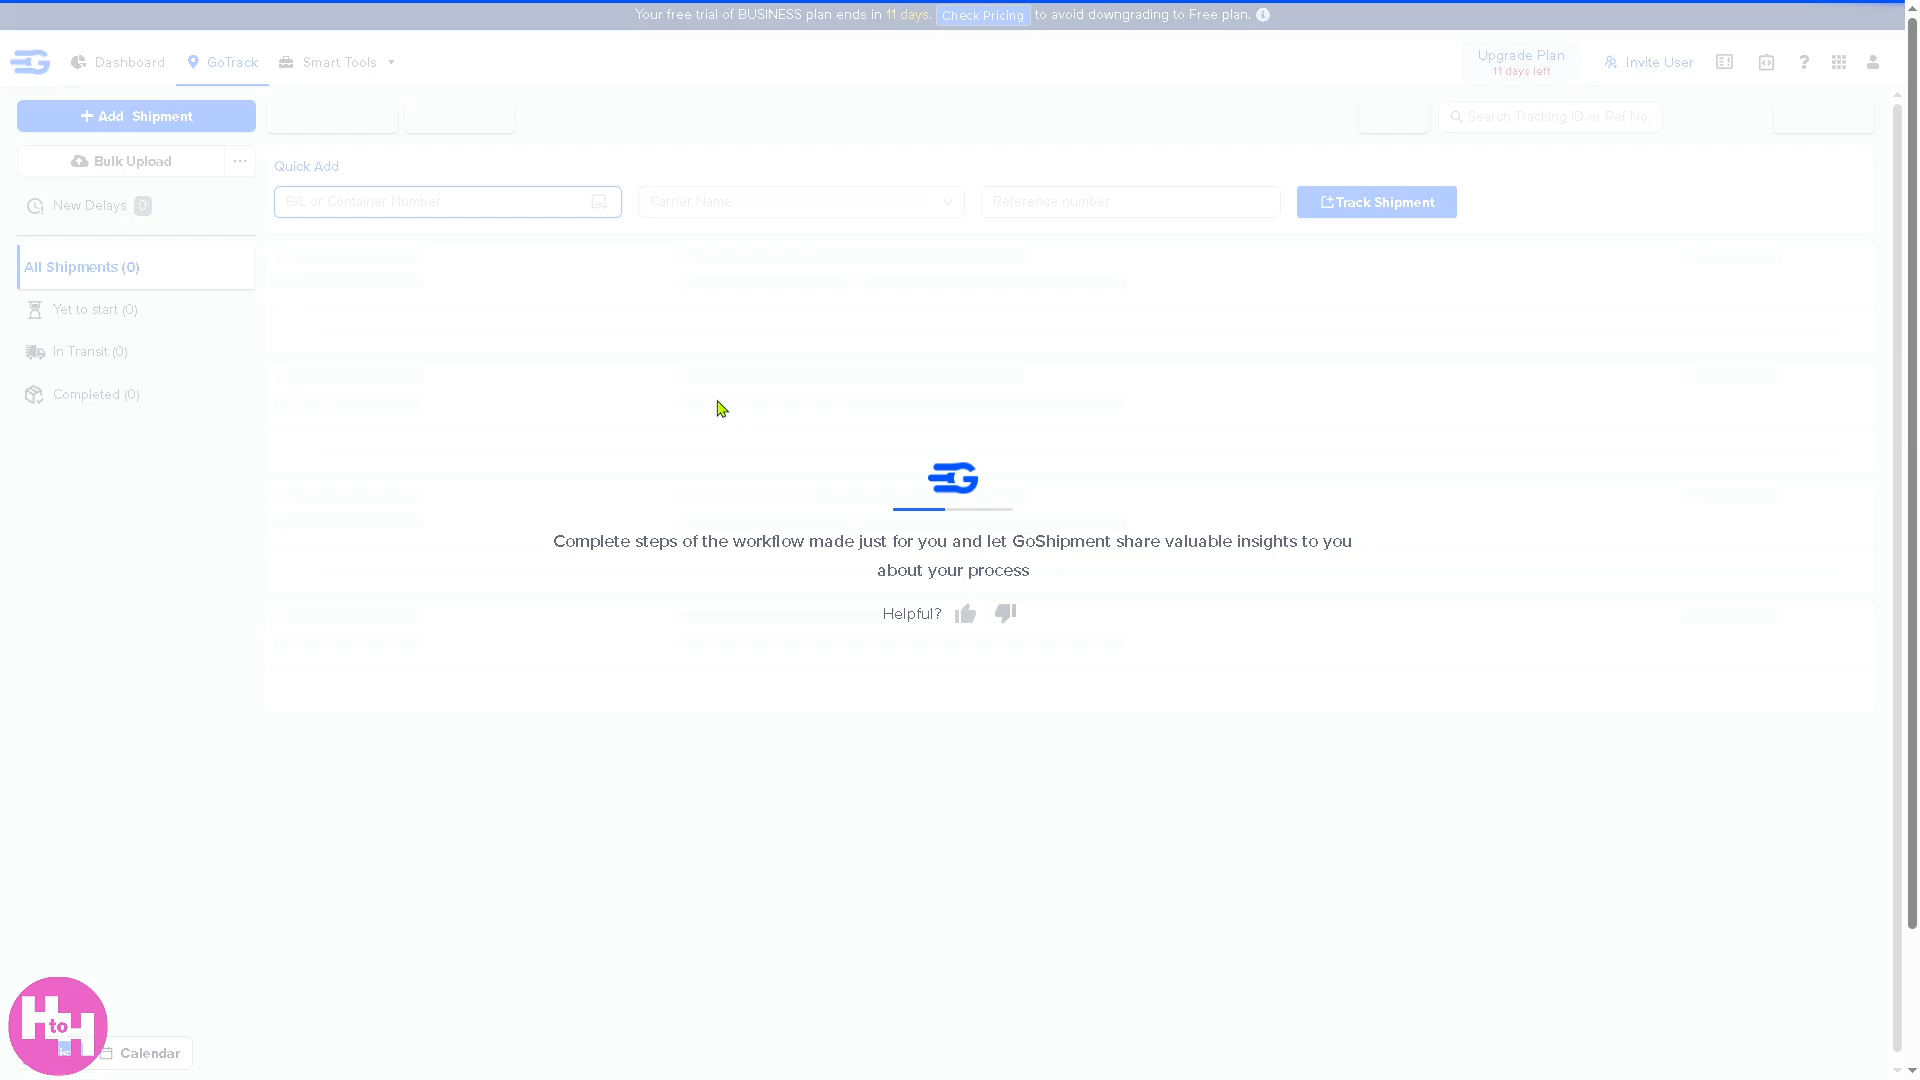 Your free trial of BUSINESS plan ends in 11 days. Check Pricing to avoid downgrading to Free plan.
Dashboard
GoTrack
Smart Tools
Upgrade Plan
11 days left
Invite User
+ Add Shipment
Search Tracking ID or Ref No.
Bulk Upload
...
Quick Add
B/L or Container Number
Carrier Name
Reference number
Track Shipment
New Delays 0
All Shipments (0)
Yet to start (0)
In Transit (0)
Completed (0)
G
Complete steps of the workflow made just for you and let GoShipment share valuable insights to you
about your process
Helpful?
H to H
Calendar